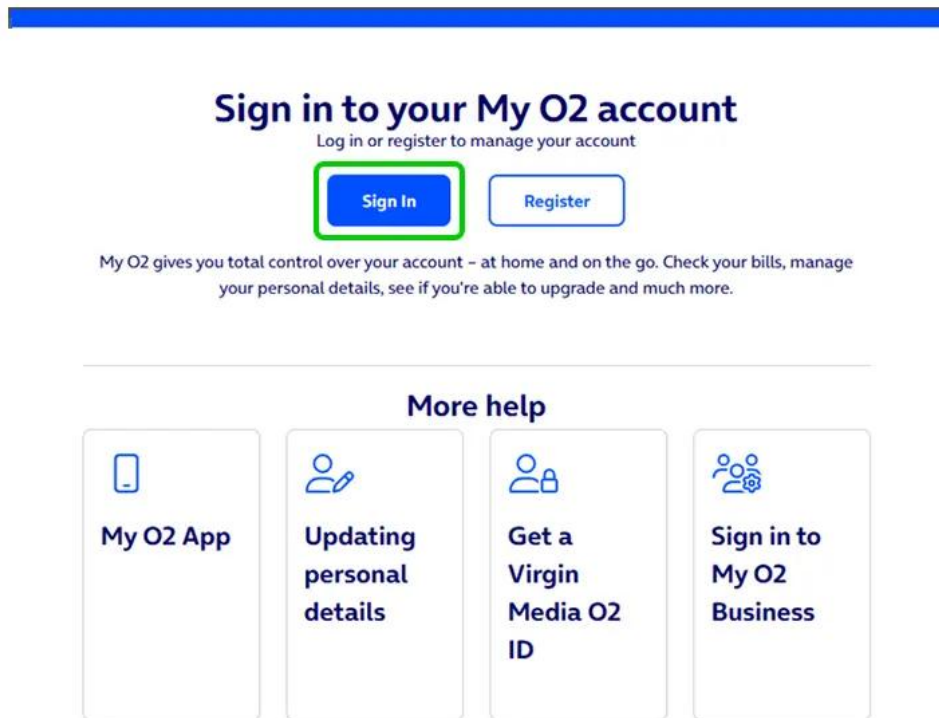 Sign in to your My O2 account
Log in or register to manage your account
Sign In
Register
My O2 gives you total control over your account – at home and on the go. Check your bills, manage
your personal details, see if you're able to upgrade and much more.
More help
My O2 App
Updating
personal
details
Get a
Virgin
Media O2
ID
Sign in to
My O2
Business